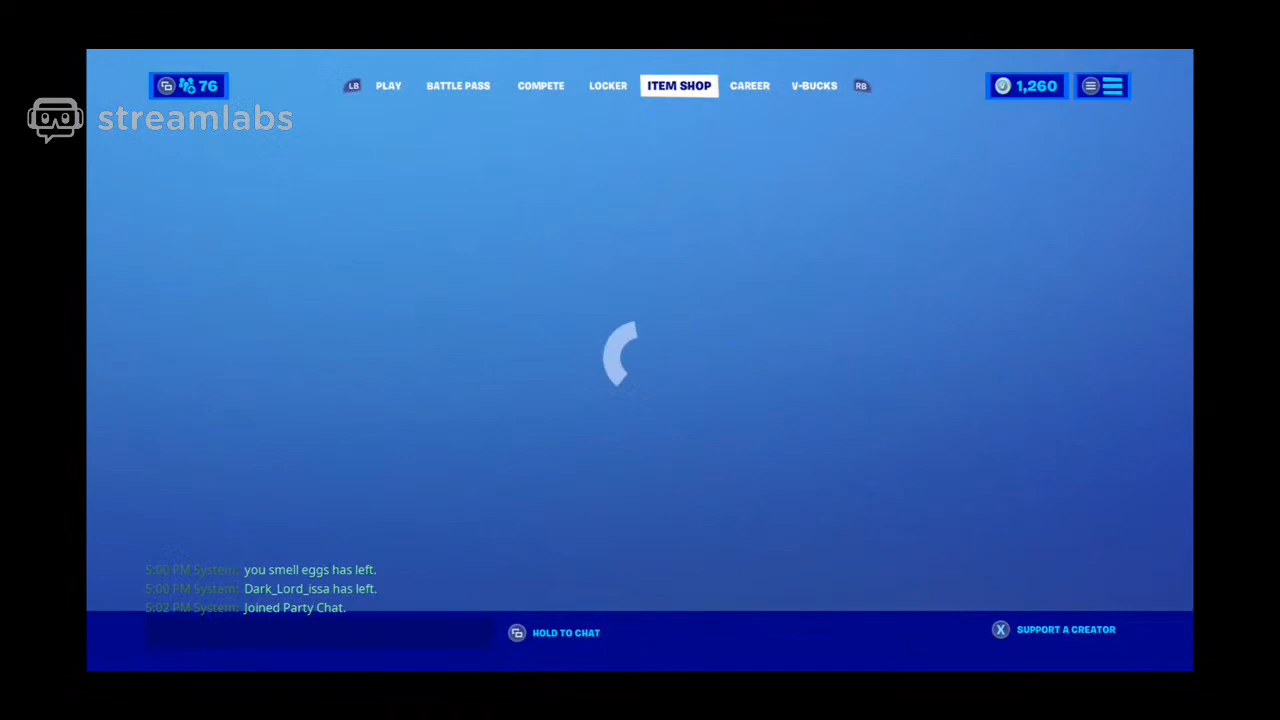 76 PLAY BATTLE PASS COMPETE LOCKER ITEM SHOP CAREER V-BUCKS 1,260
LB RB
streamlabs
5:00 PM System: you smell eggs has left.
5:00 PM System: Dark_Lord_issa has left.
5:02 PM System: Joined Party Chat.
HOLD TO CHAT
X SUPPORT A CREATOR